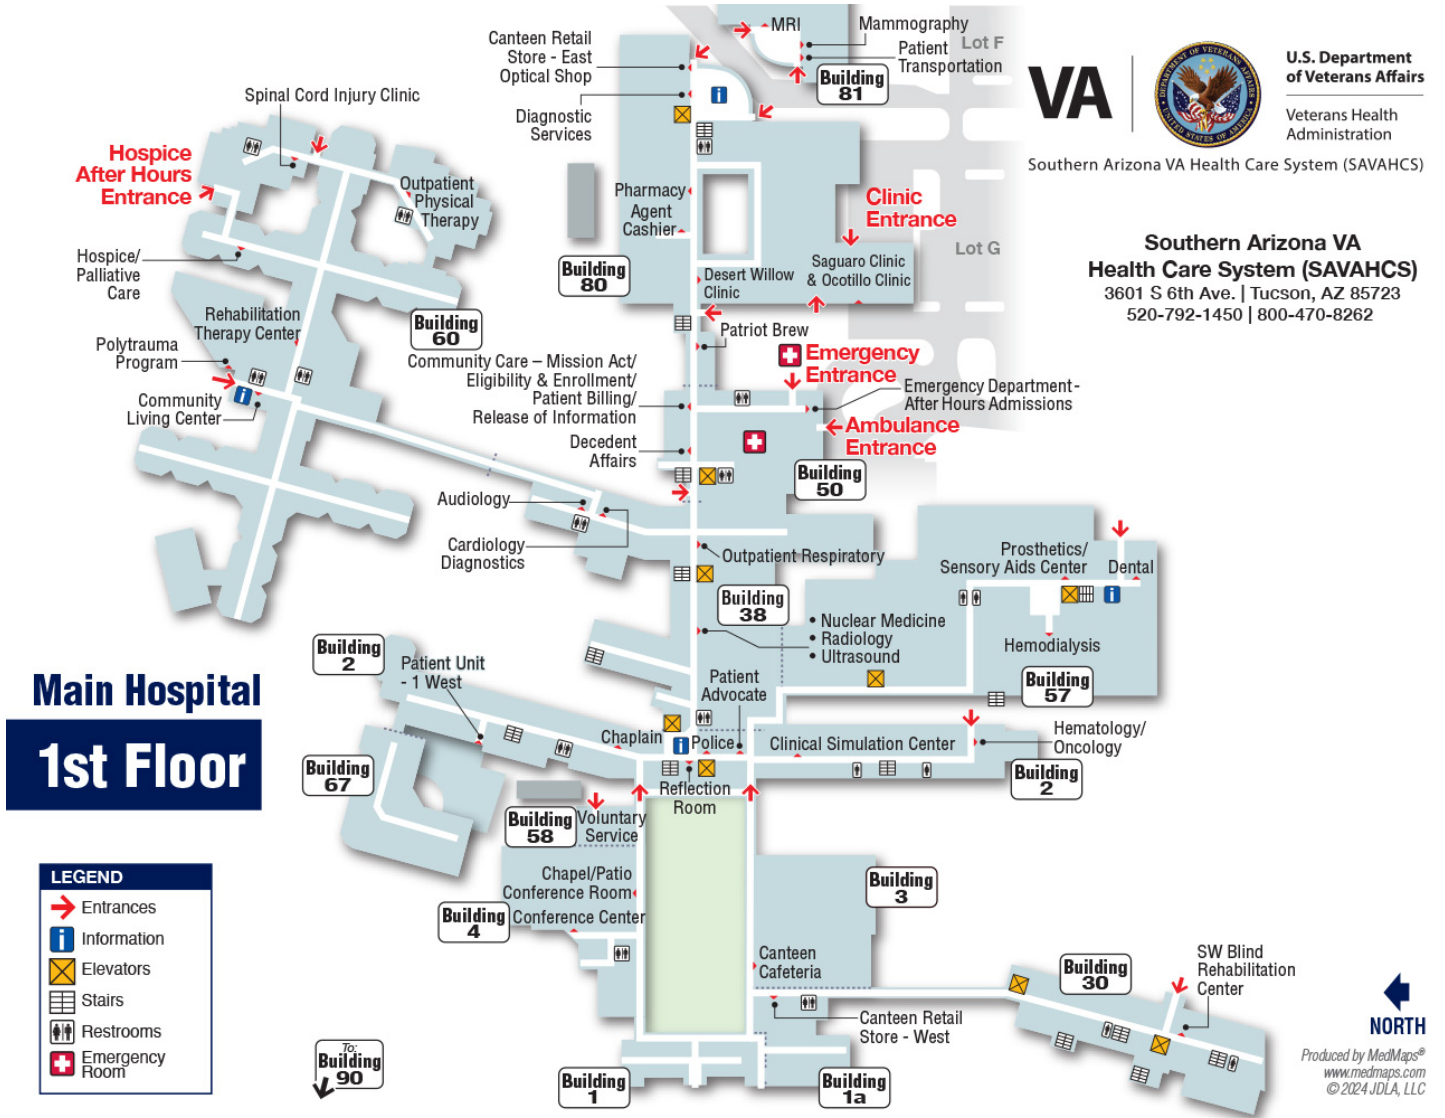 Canteen Retail
Store - East
Optical Shop
Diagnostic
Services
MRI
Mammography
Patient
Transportation
Lot F
Building
81
VA
DEPARTMENT OF VETERANS AFFAIRS
UNITED STATES OF AMERICA
U.S. Department
of Veterans Affairs
Veterans Health
Administration
Southern Arizona VA Health Care System (SAVAHCS)
Southern Arizona VA
Health Care System (SAVAHCS)
3601 S 6th Ave. | Tucson, AZ 85723
520-792-1450 | 800-470-8262
Spinal Cord Injury Clinic
Hospice
After Hours
Entrance
Outpatient
Physical
Therapy
Hospice/
Palliative
Care
Rehabilitation
Therapy Center
Polytrauma
Program
Community
Living Center
Building
60
Pharmacy
Agent
Cashier
Building
80
Clinic
Entrance
Lot G
Saguaro Clinic
& Ocotillo Clinic
Desert Willow
Clinic
Patriot Brew
Community Care – Mission Act/
Eligibility & Enrollment/
Patient Billing/
Release of Information
Emergency
Entrance
Emergency Department-
After Hours Admissions
Ambulance
Entrance
Decedent
Affairs
Building
50
Audiology
Cardiology
Diagnostics
Outpatient Respiratory
Building
38
• Nuclear Medicine
• Radiology
• Ultrasound
Prosthetics/
Sensory Aids Center
Dental
Hemodialysis
Building
57
Building
2
Patient Unit
- 1 West
Patient
Advocate
Chaplain
Police
Clinical Simulation Center
Hematology/
Oncology
Building
2
Reflection
Room
Main Hospital
1st Floor
Building
67
Building
58
Voluntary
Service
Chapel/Patio
Conference Room
Building
4
Conference Center
Building
3
Canteen
Cafeteria
Canteen Retail
Store - West
Building
30
SW Blind
Rehabilitation
Center
LEGEND
Entrances
i Information
Elevators
Stairs
Restrooms
Emergency
Room
To:
Building
90
Building
1
Building
1a
NORTH
Produced by MedMaps®
www.medmaps.com
© 2024 JDLA, LLC